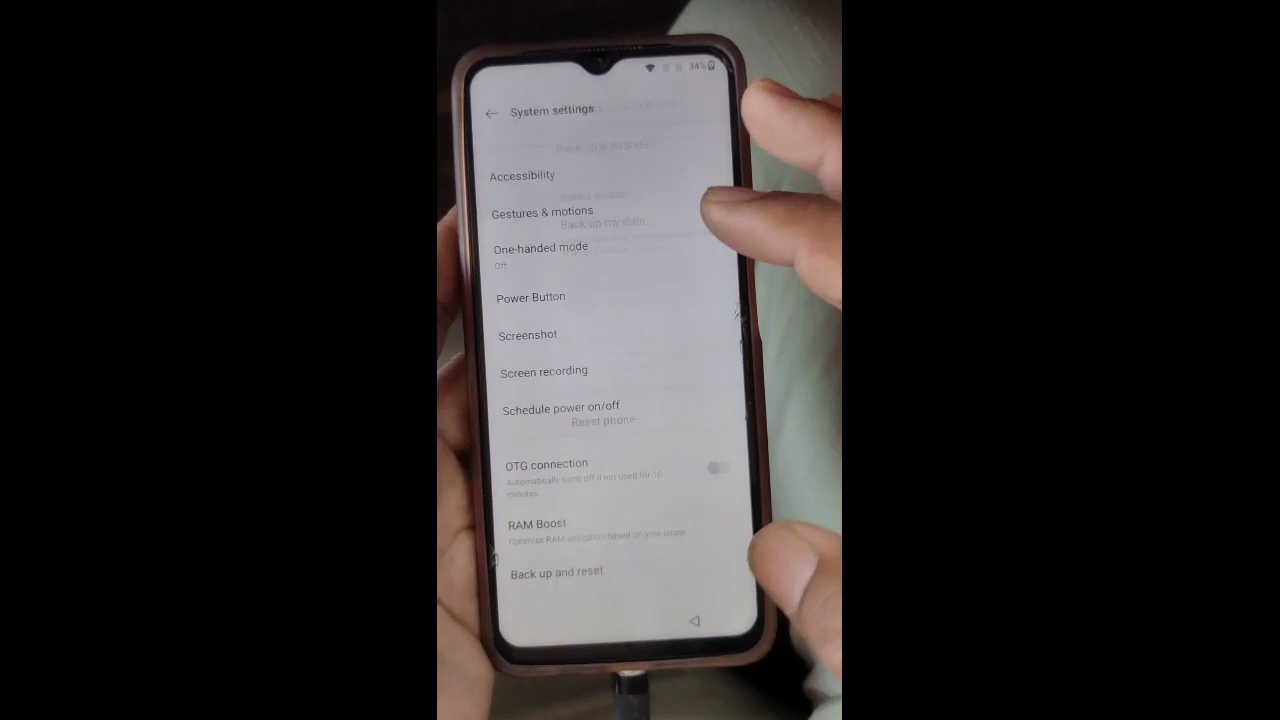 34%
System settings
Back up & migrate
Accessibility
Gestures & motions
Back up my data
One-handed mode
Off
Power Button
Screenshot
Screen recording
Schedule power on/off
Reset phone
OTG connection
Automatically turns off if not used for 10
minutes.
RAM Boost
Optimize RAM utilization based on your usage.
Back up and reset